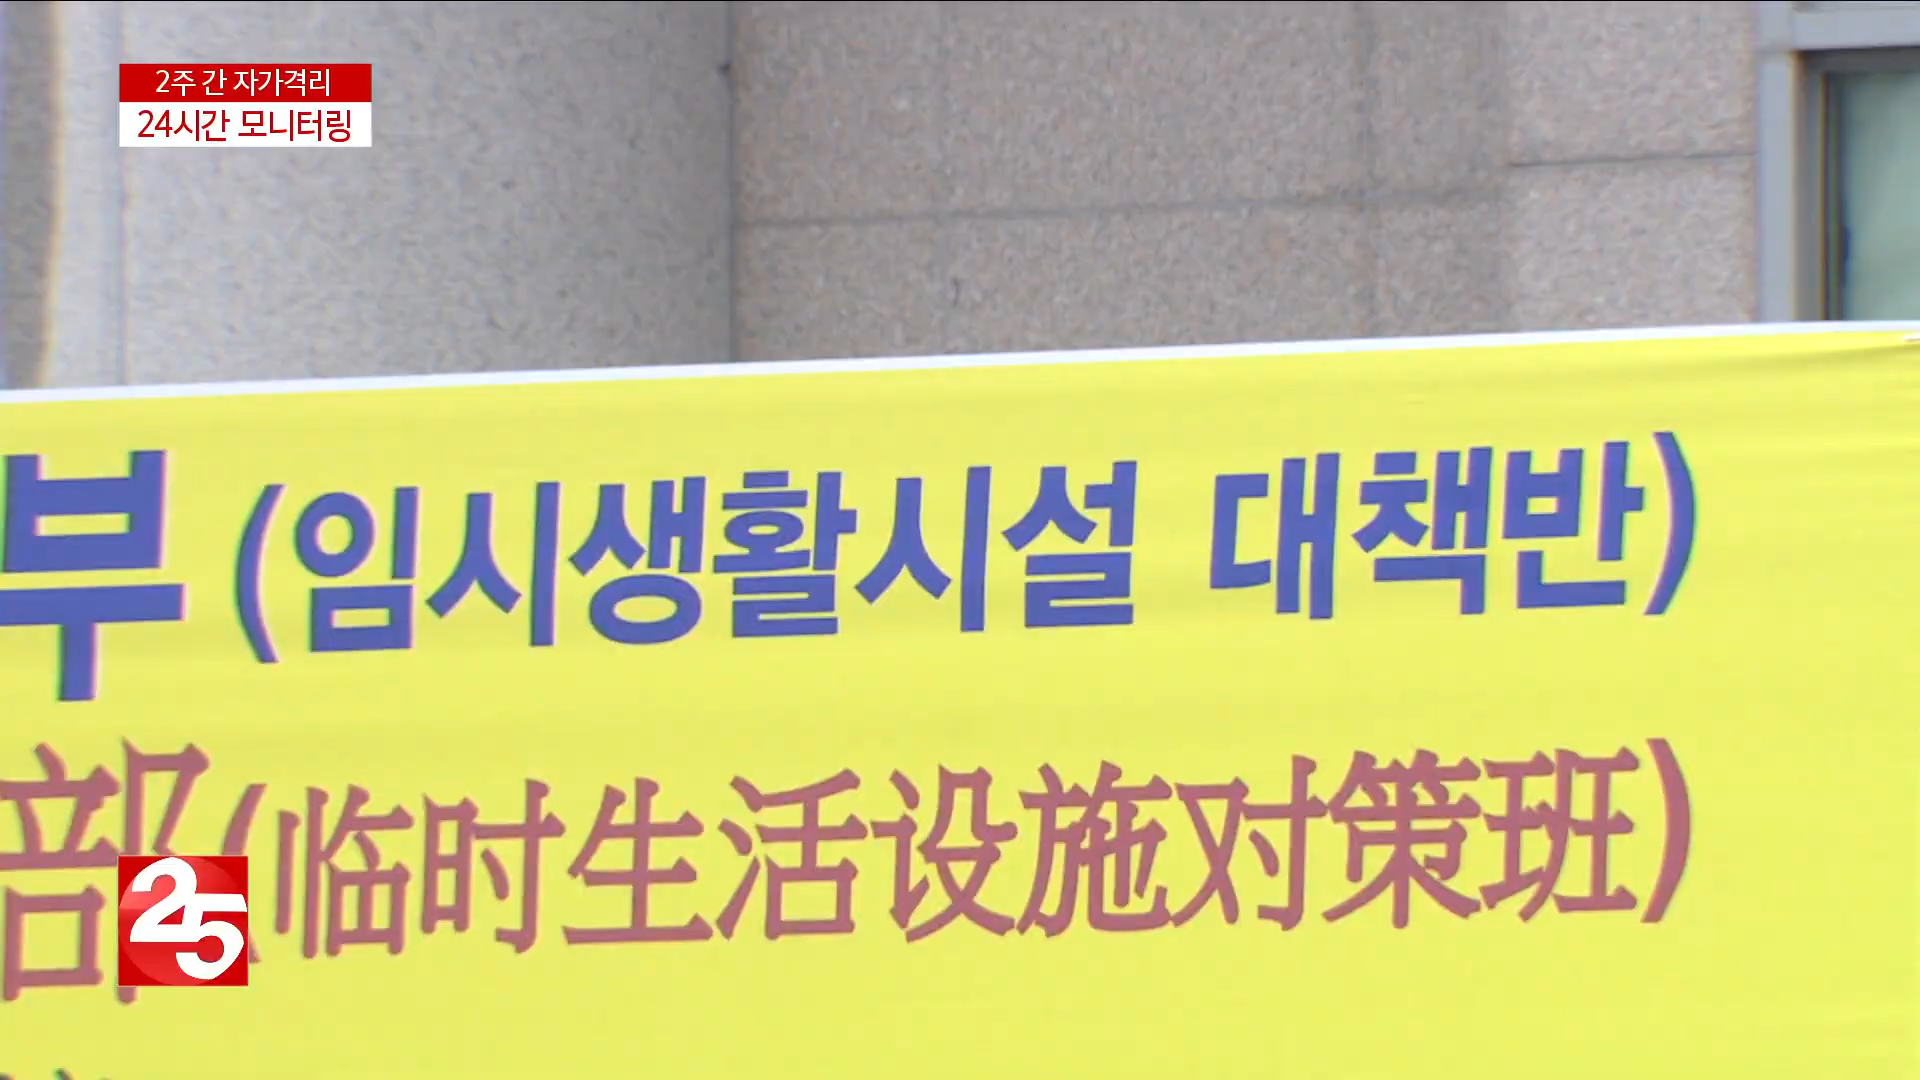 2주 간 자가격리
24시간 모니터링
부(임시생활시설 대책반)
部(临时生活设施对策班)
25